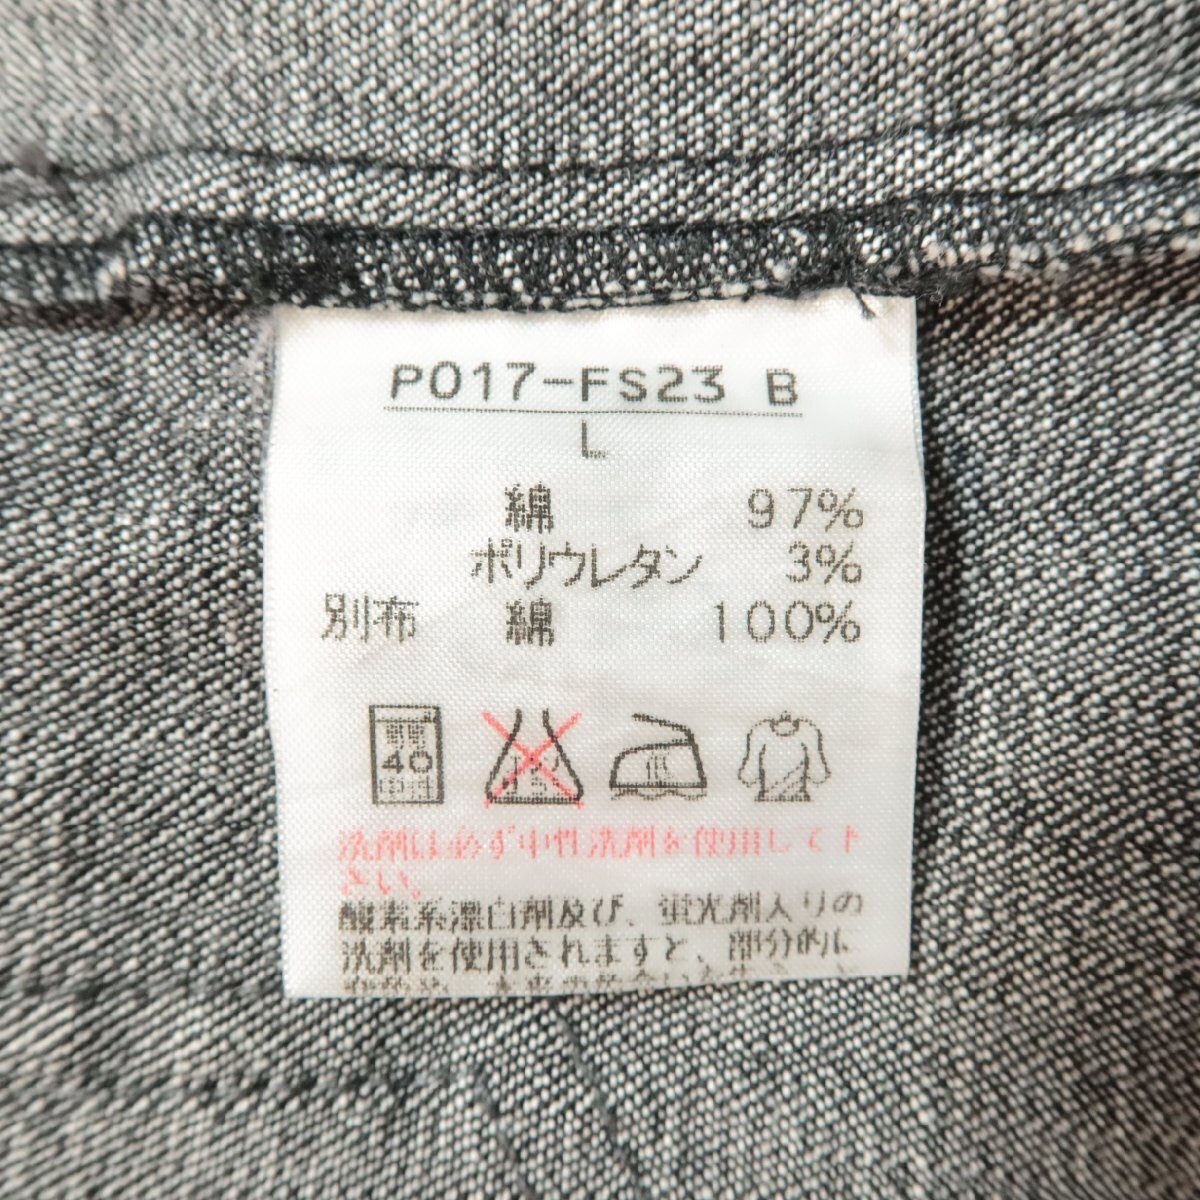 P017-FS23 B
L
綿 97%
ポリウレタン 3%
別布 綿 100%
40
中性
洗剤は必ず中性洗剤を使用して下
さい。
酸素系漂白剤及び、蛍光剤入りの
洗剤を使用されますと、部分的に